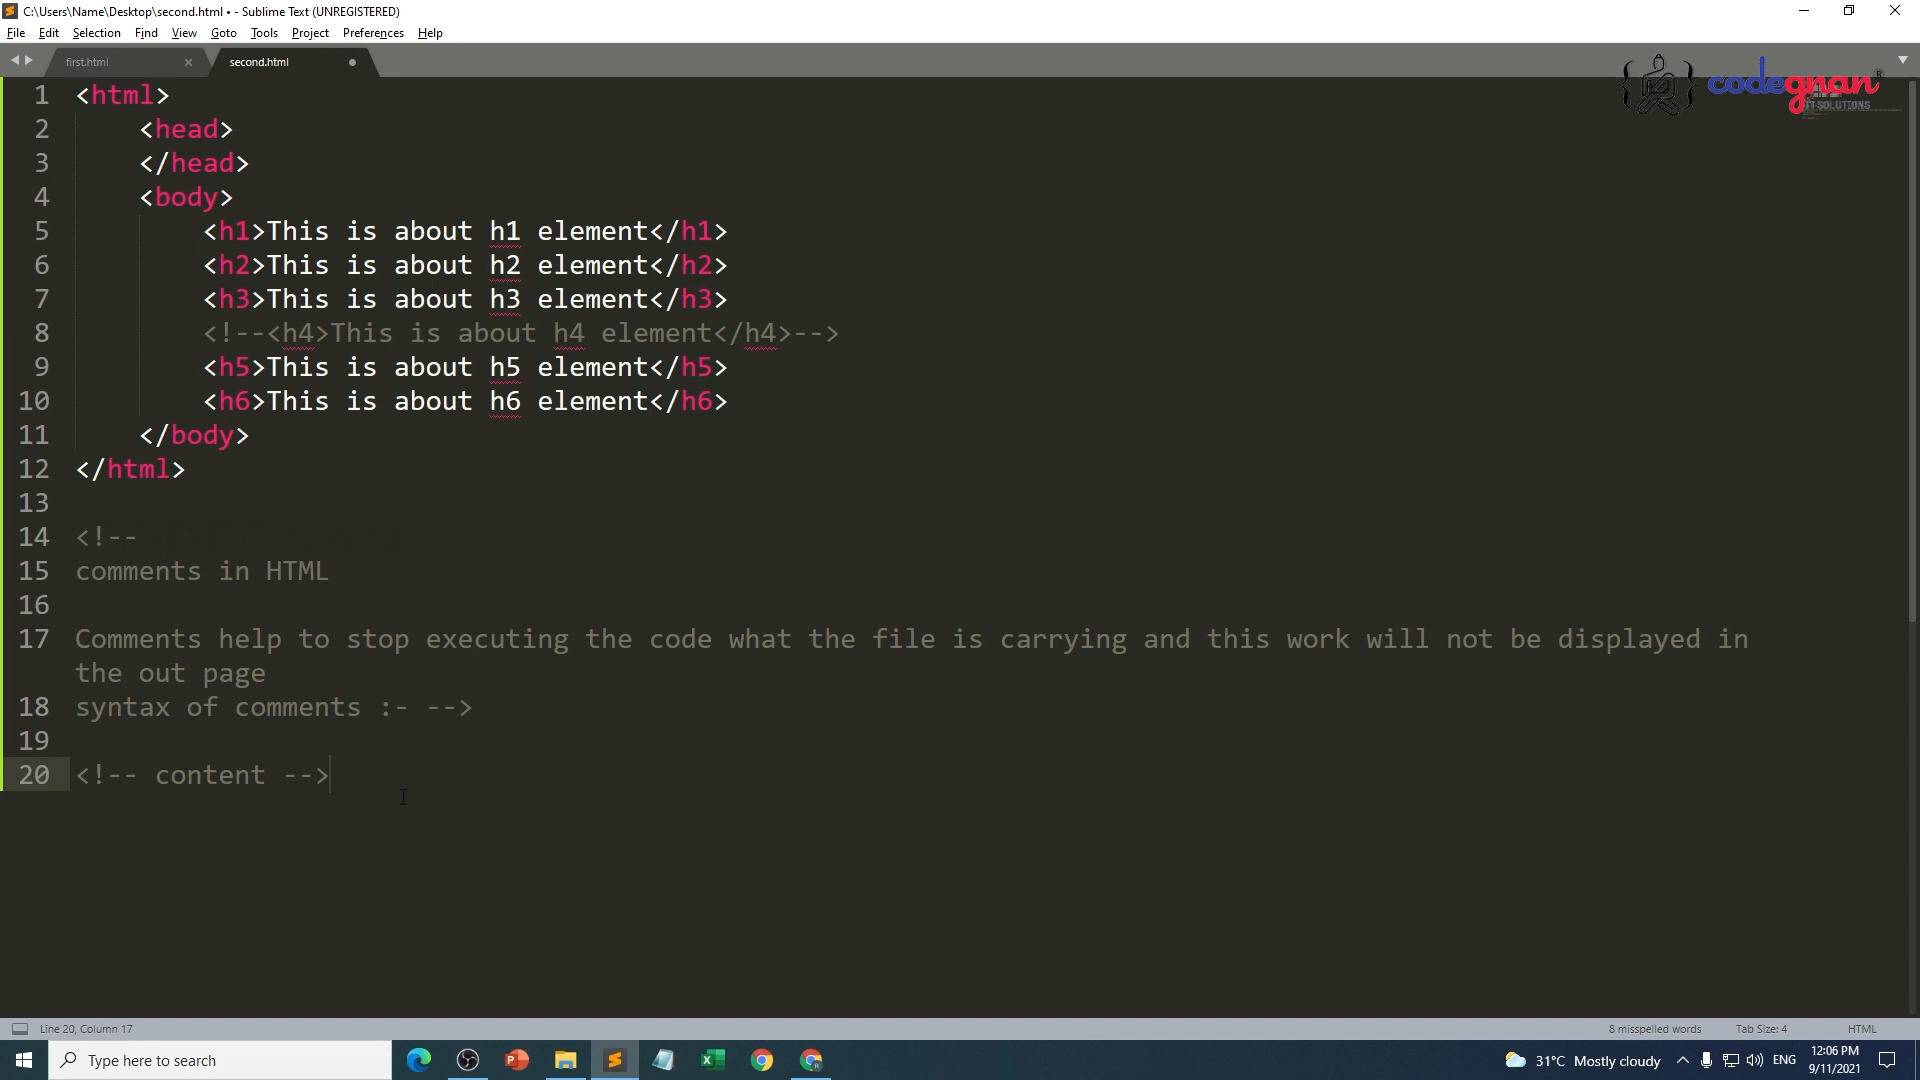 C:\Users\Name\Desktop\second.html • - Sublime Text (UNREGISTERED)
File Edit Selection Find View Goto Tools Project Preferences Help
first.html × second.html
codegnan ®
IT SOLUTIONS
1 <html>
2 <head>
3 </head>
4 <body>
5 <h1>This is about h1 element</h1>
6 <h2>This is about h2 element</h2>
7 <h3>This is about h3 element</h3>
8 <!--<h4>This is about h4 element</h4>-->
9 <h5>This is about h5 element</h5>
10 <h6>This is about h6 element</h6>
11 </body>
12 </html>
13
14 <!--
15 comments in HTML
16
17 Comments help to stop executing the code what the file is carrying and this work will not be displayed in
the out page
18 syntax of comments :- -->
19
20 <!-- content -->
Line 20, Column 17 8 misspelled words Tab Size: 4 HTML
Type here to search 31°C Mostly cloudy ENG 12:06 PM
9/11/2021